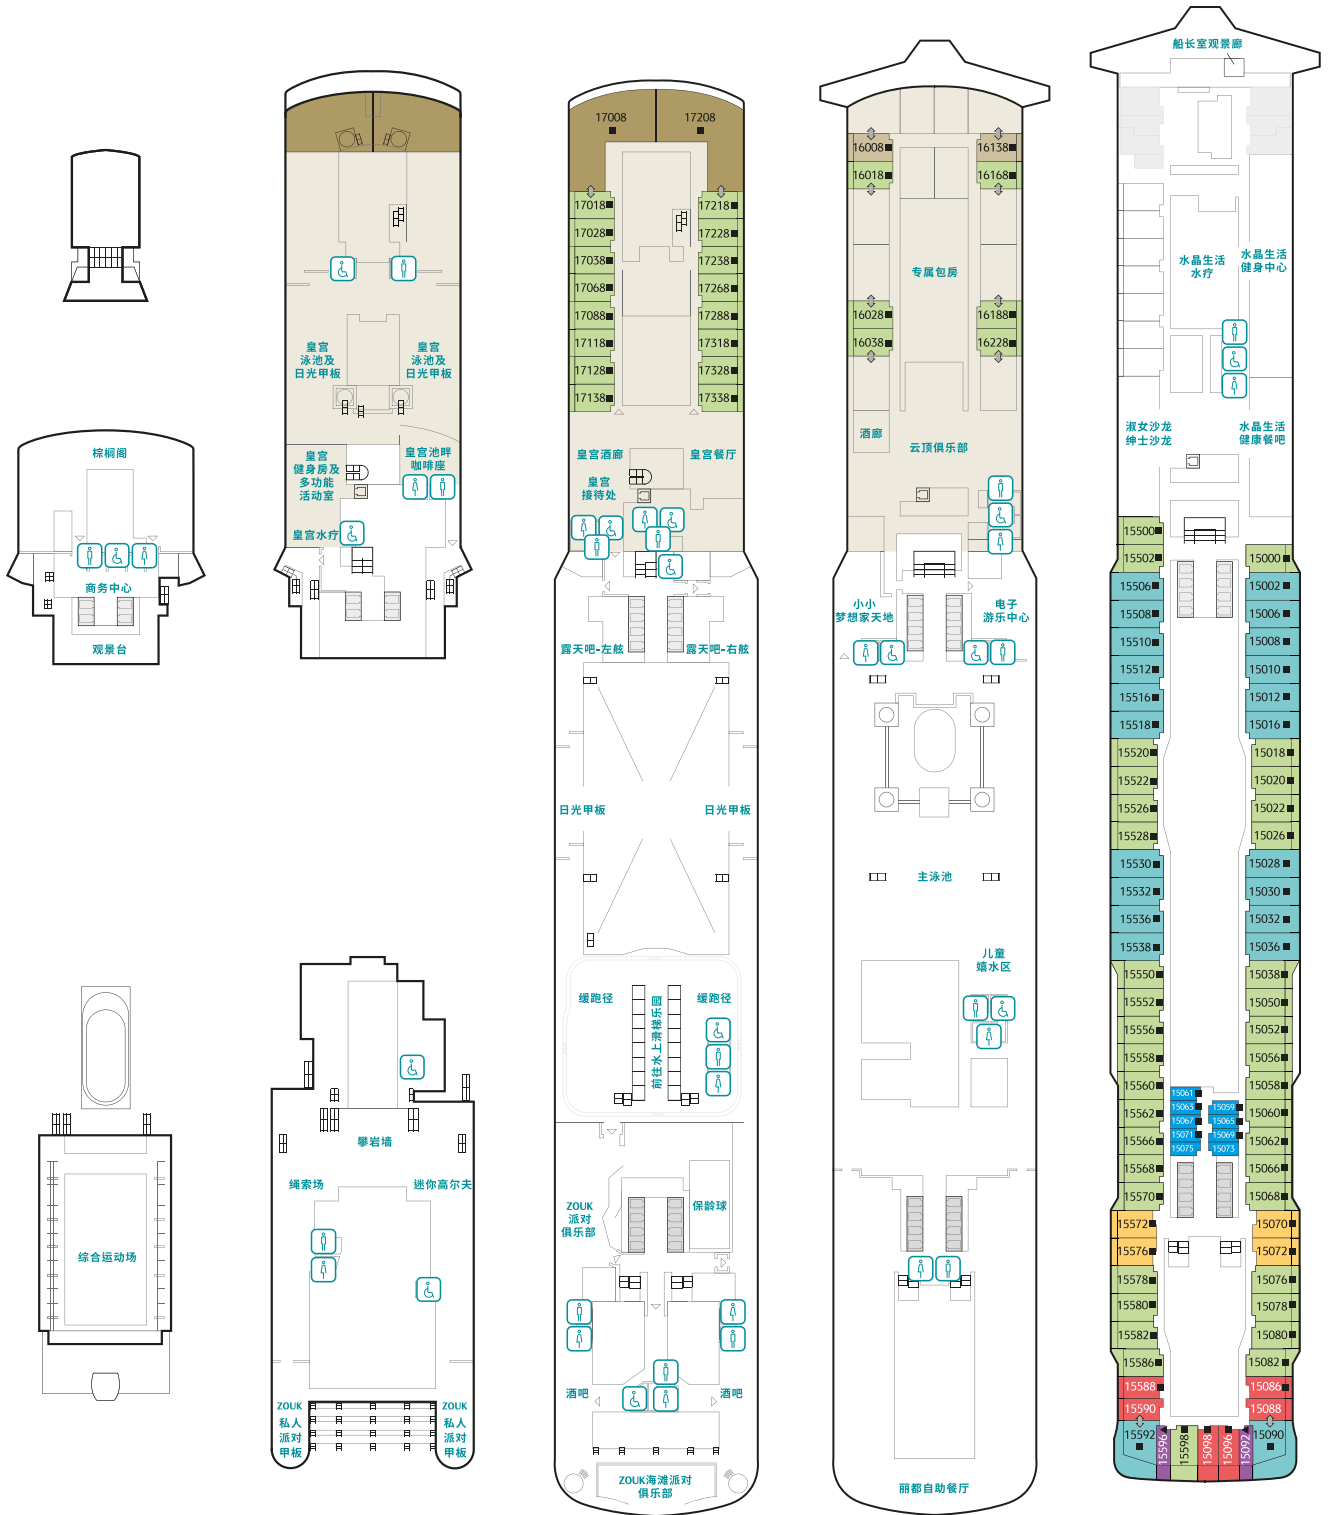 棕榈阁
商务中心
观景台
综合运动场
皇宫
泳池及
日光甲板
皇宫
泳池及
日光甲板
皇宫
健身房及
多功能
活动室
皇宫池畔
咖啡座
皇宫水疗
攀岩墙
绳索场
迷你高尔夫
ZOUK
私人
派对
甲板
ZOUK
私人
派对
甲板
17008
17208
17018
17218
17028
17228
17038
17238
17068
17268
17088
17288
17118
17318
17128
17328
17138
17338
皇宫酒廊
皇宫餐厅
皇宫
接待处
露天吧-左舷
露天吧-右舷
日光甲板
日光甲板
缓跑径
前往水上滑梯乐园
缓跑径
ZOUK
派对
俱乐部
保龄球
酒吧
酒吧
ZOUK海滩派对
俱乐部
16008
16138
16018
16168
专属包房
16028
16188
16038
16228
酒廊
云顶俱乐部
小小
梦想家天地
电子
游乐中心
主泳池
儿童
嬉水区
丽都自助餐厅
船长室观景廊
水晶生活
水疗
水晶生活
健身中心
淑女沙龙
绅士沙龙
水晶生活
健康餐吧
15500
15502
15000
15506
15002
15508
15006
15510
15008
15512
15010
15516
15012
15518
15016
15520
15018
15522
15020
15526
15022
15528
15026
15530
15028
15532
15030
15536
15032
15538
15036
15550
15038
15552
15050
15556
15052
15558
15056
15560
15058
15061
15063
15059
15562
15067
15065
15060
15566
15071
15069
15062
15075
15073
15568
15066
15570
15068
15572
15070
15576
15072
15578
15076
15580
15078
15582
15080
15586
15082
15588
15086
15590
15088
15592
15596
15598
15098
15096
15092
15090